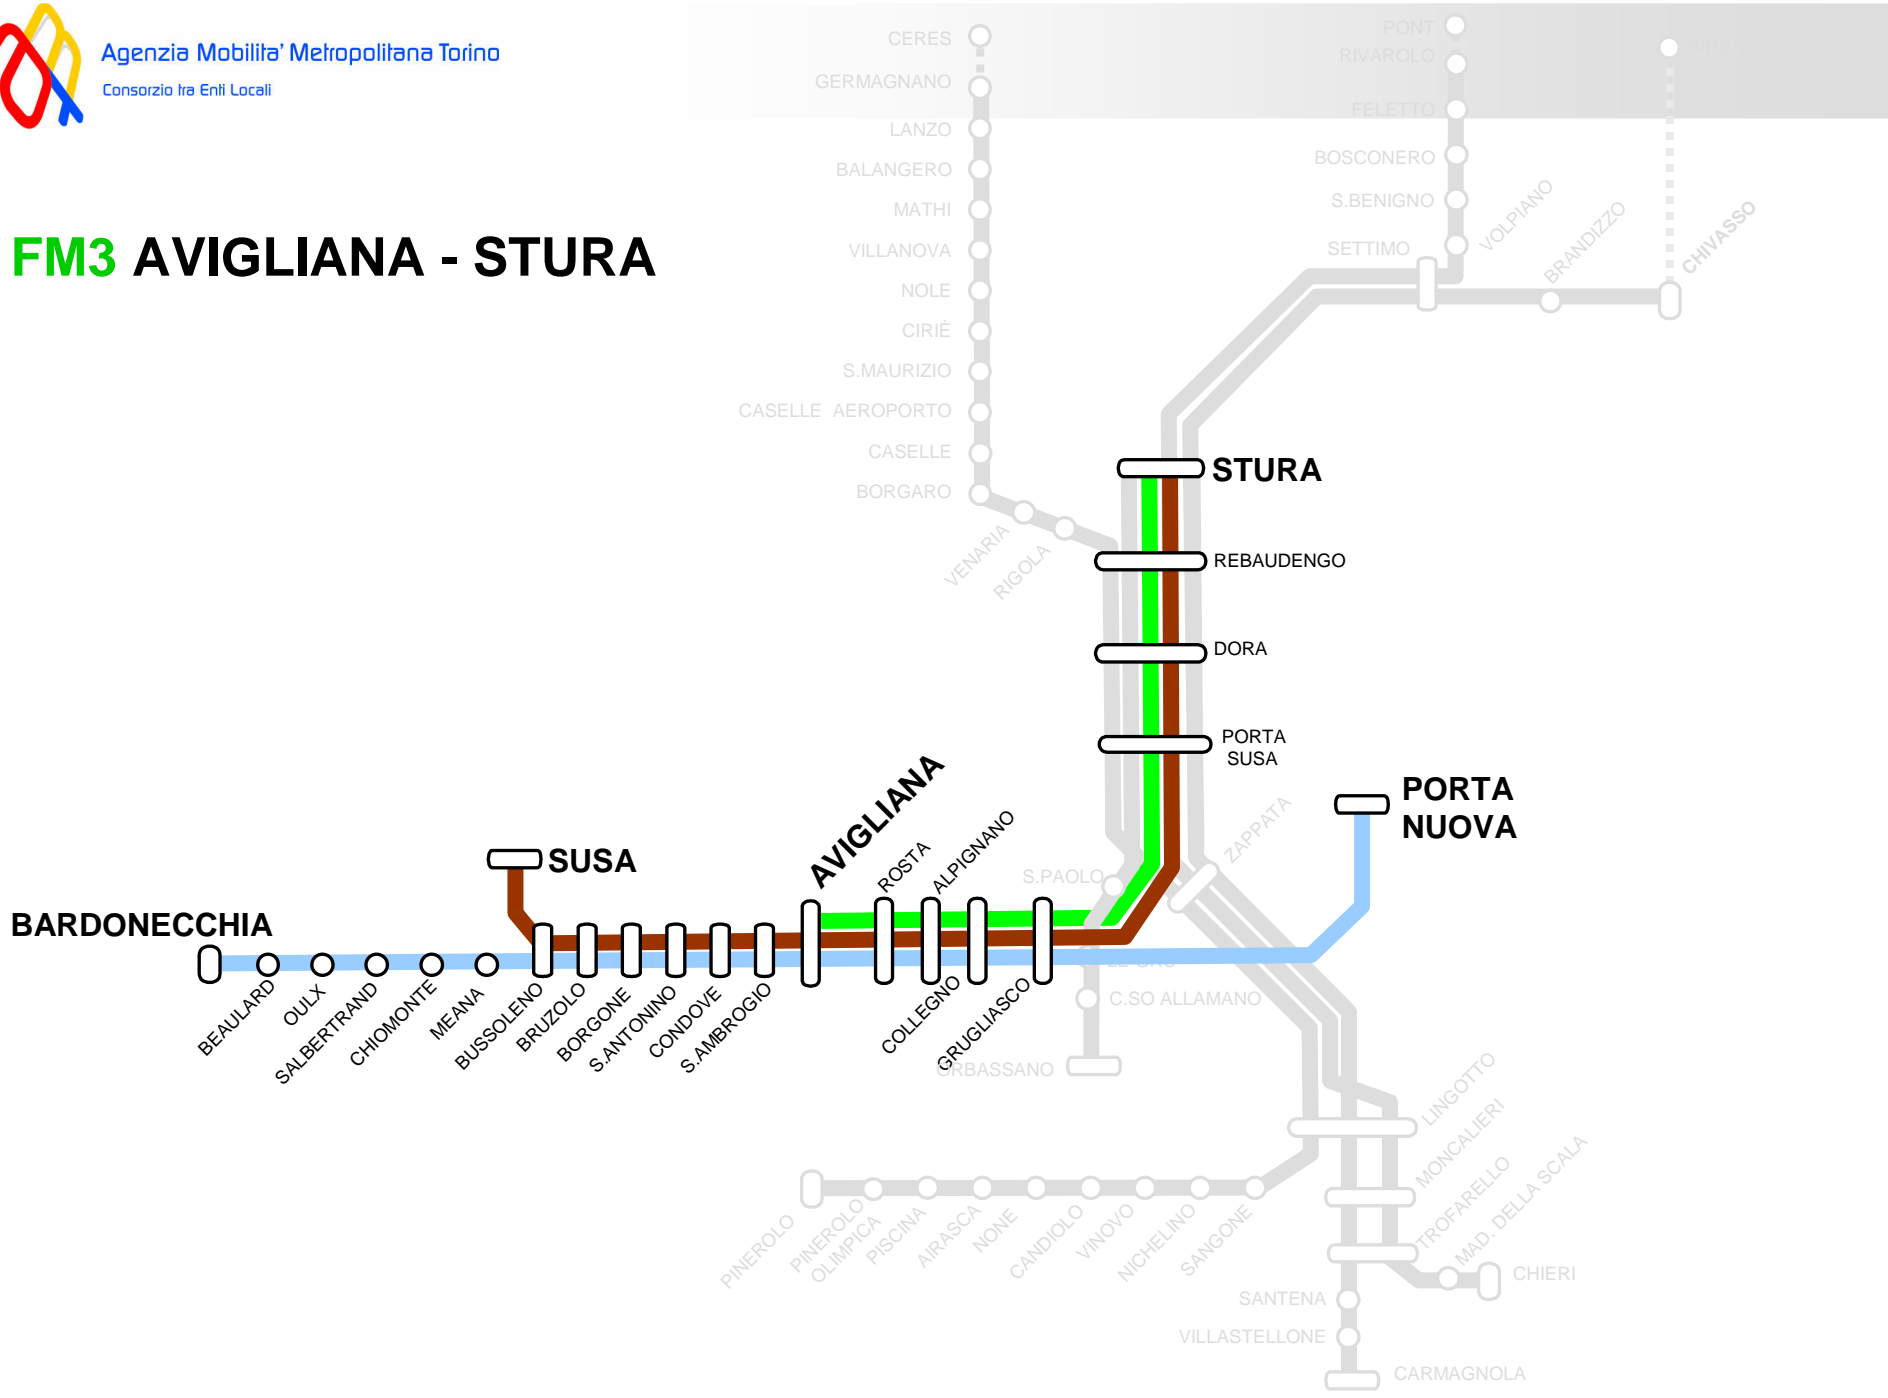 Agenzia Mobilita' Metropolitana Torino
Consorzio tra Enti Locali
FM3 AVIGLIANA - STURA
CERES
GERMAGNANO
LANZO
BALANGERO
MATHI
VILLANOVA
NOLE
CIRIÈ
S.MAURIZIO
CASELLE AEROPORTO
CASELLE
BORGARO
VENARIA
RIGOLA
PONT
RIVAROLO
FELETTO
BOSCONERO
S.BENIGNO
SETTIMO
VOLPIANO
BRANDIZZO
CHIVASSO
STURA
REBAUDENGO
DORA
PORTA
SUSA
PORTA
NUOVA
ZAPPATA
S.PAOLO
SUSA
AVIGLIANA
ROSTA
ALPIGNANO
BARDONECCHIA
BEAULARD
OULX
SALBERTRAND
CHIOMONTE
MEANA
BUSSOLENO
BRUZOLO
BORGONE
S.ANTONINO
CONDOVE
S.AMBROGIO
COLLEGNO
GRUGLIASCO
C.SO ALLAMANO
ORBASSANO
LINGOTTO
MONCALIERI
TROFARELLO
MAD. DELLA SCALA
CHIERI
PINEROLO
PINEROLO
OLIMPICA
PISCINA
AIRASCA
NONE
CANDIOLO
VINOVO
NICHELINO
SANGONE
SANTENA
VILLASTELLONE
CARMAGNOLA